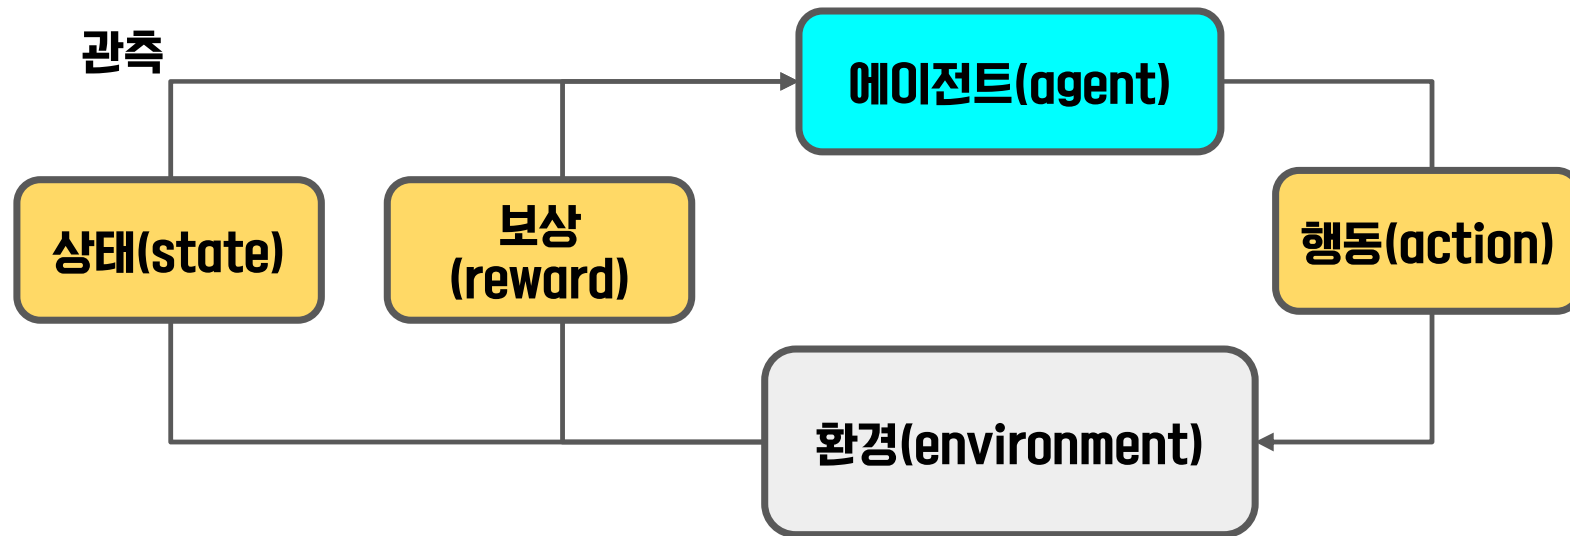 관측
에이전트(agent)
상태(state)
보상
(reward)
행동(action)
환경(environment)